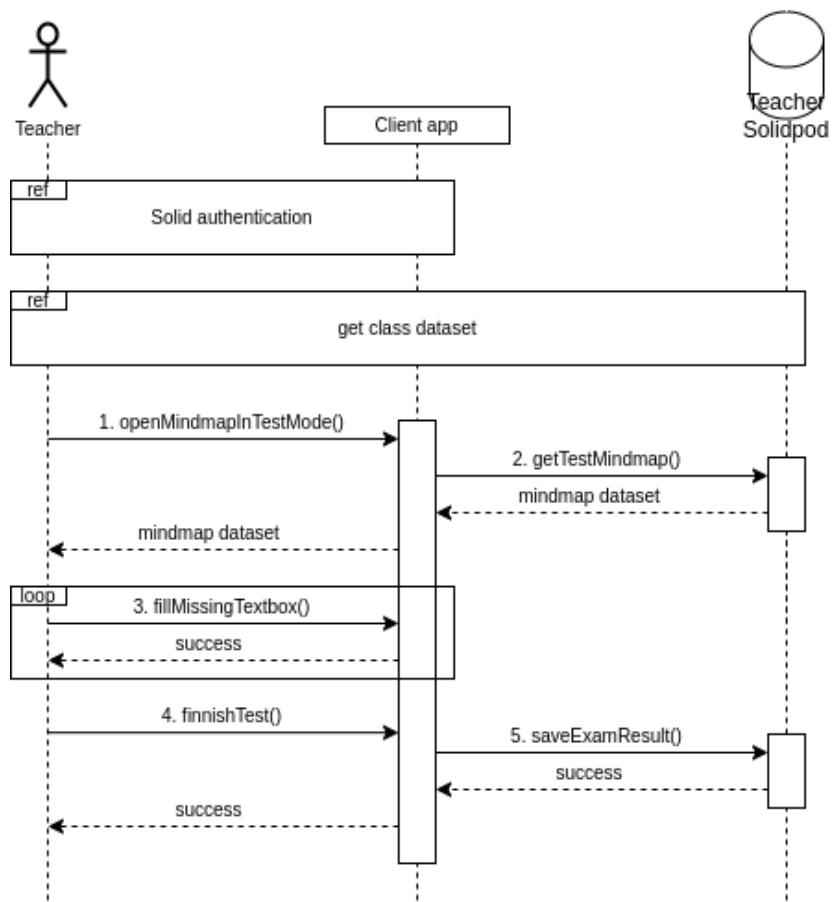 Teacher
Client app
Teacher
Solidpod
ref
Solid authentication
ref
get class dataset
1. openMindmapInTestMode()
2. getTestMindmap()
mindmap dataset
mindmap dataset
loop
3. fillMissingTextbox()
success
4. finnishTest()
5. saveExamResult()
success
success